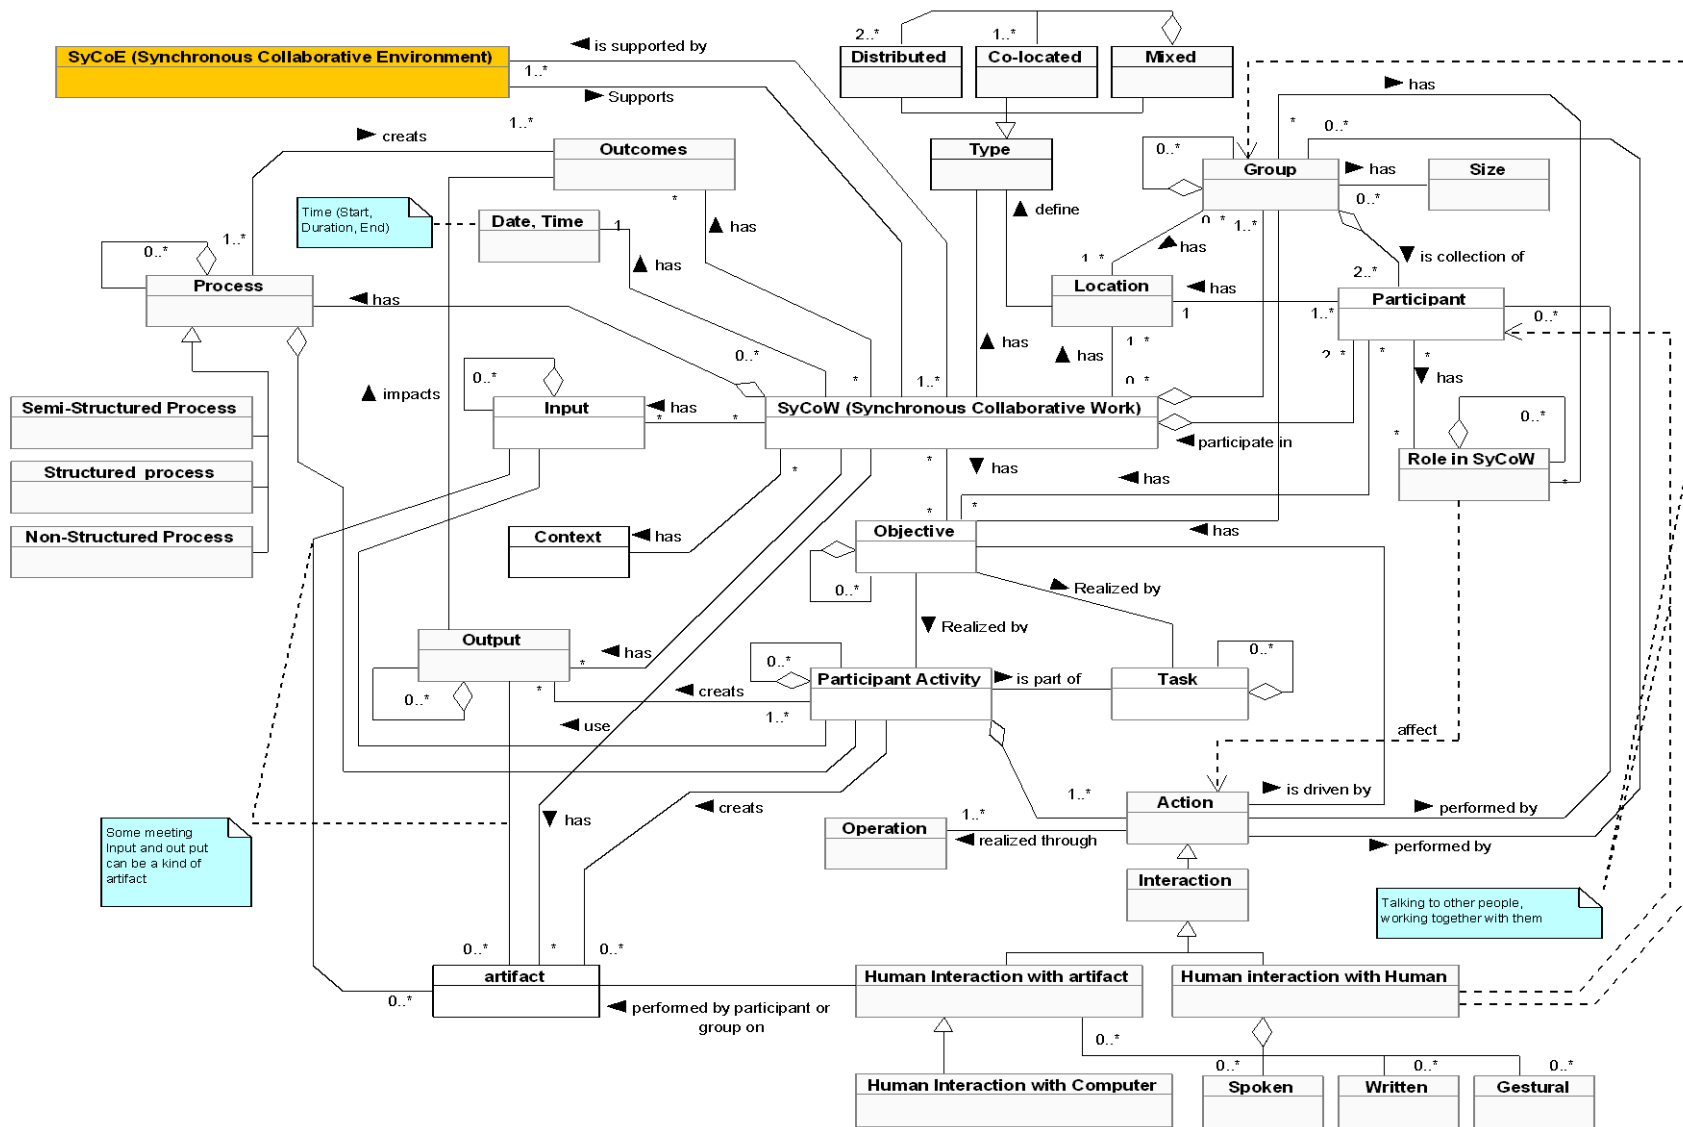 2..*
1..*
◄ is supported by
SyCoE (Synchronous Collaborative Environment)
Distributed
Co-located
Mixed
1..*
► has
► Supports
1..*
*
0..*
► creats
Outcomes
Type
0..*
Group
► has
Size
*
0..*
Time (Start,
Duration, End)
Date, Time
1
▲ has
▲ define
0..*
1..*
0..*
1..*
▲ has
▲ has
1..*
▼ is collection of
2..*
Process
Location
◄ has
Participant
◄ has
1
1..*
0..*
0..*
▲ has
▲ has
1..*
2..*
*
*
0..*
▲ impacts
*
1..*
0..*
▼ has
Semi-Structured Process
Input
◄ has
SyCoW (Synchronous Collaborative Work)
0..*
*
*
◄ participate in
*
Role in SyCoW
Structured process
*
*
▼ has
◄ has
*
*
*
Non-Structured Process
Context
◄ has
Objective
◄ has
0..*
► Realized by
▼ Realized by
Output
◄ has
*
0..*
0..*
Participant Activity
► is part of
Task
0..*
*
◄ creats
1..*
◄ use
affect
1..*
► is driven by
Action
◄ creats
► performed by
Some meeting
Input and out put
can be a kind of
artifact
▼ has
1..*
Operation
◄ realized through
► performed by
Interaction
Talking to other people,
working together with them
0..*
*
0..*
artifact
Human Interaction with artifact
Human interaction with Human
0..*
◄ performed by participant or
group on
0..*
0..*
0..*
0..*
Human Interaction with Computer
Spoken
Written
Gestural